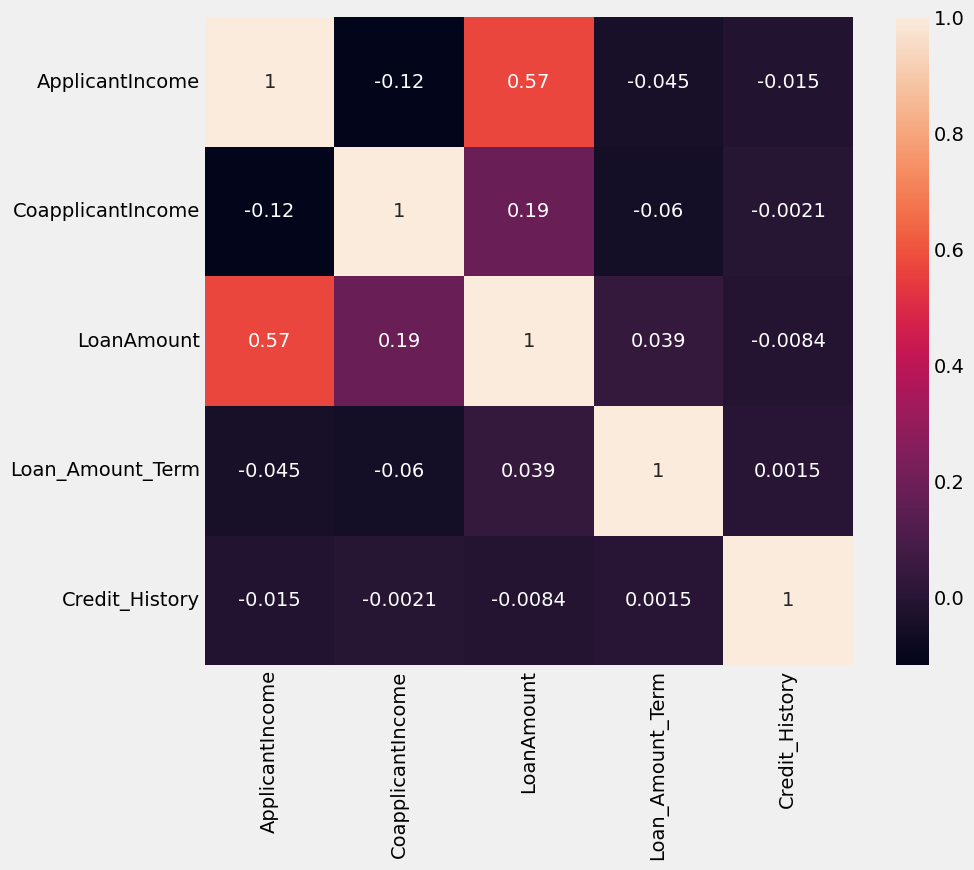 ApplicantIncome 1 -0.12 0.57 -0.045 -0.015
CoapplicantIncome -0.12 1 0.19 -0.06 -0.0021
LoanAmount 0.57 0.19 1 0.039 -0.0084
Loan_Amount_Term -0.045 -0.06 0.039 1 0.0015
Credit_History -0.015 -0.0021 -0.0084 0.0015 1
ApplicantIncome
CoapplicantIncome
LoanAmount
Loan_Amount_Term
Credit_History
1.0
0.8
0.6
0.4
0.2
0.0